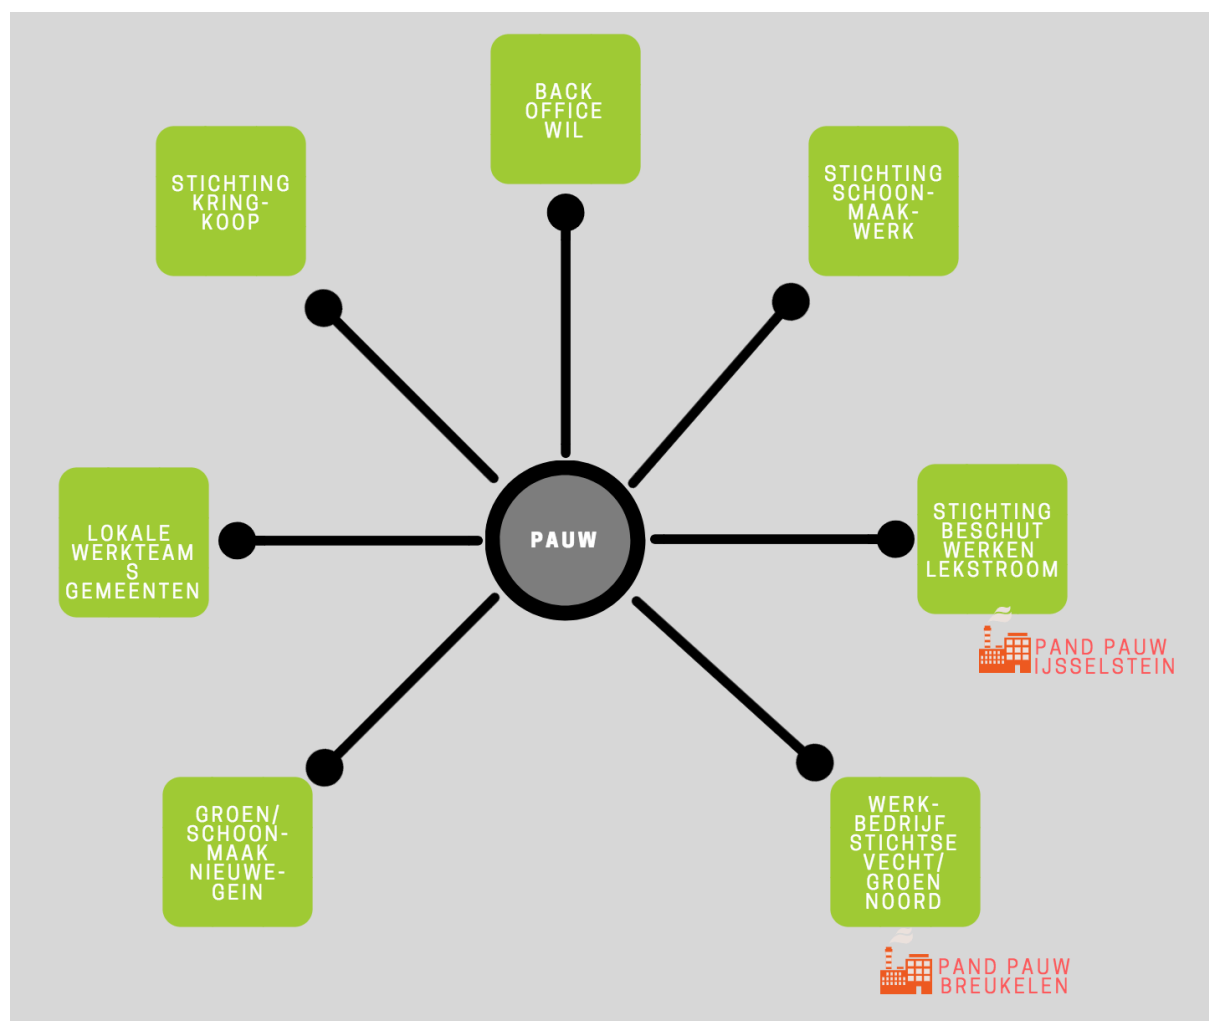 BACK
OFFICE
WIL
STICHTING
KRING-
KOOP
STICHTING
SCHOON-
MAAK-
WERK
PAUW
LOKALE
WERKTEAM
S
GEMEENTEN
STICHTING
BESCHUT
WERKEN
LEKSTROOM
PAND PAUW
IJSSELSTEIN
GROEN/
SCHOON-
MAAK
NIEUWE-
GEIN
WERK-
BEDRIJF
STICHTSE
VECHT/
GROEN
NOORD
PAND PAUW
BREUKELEN